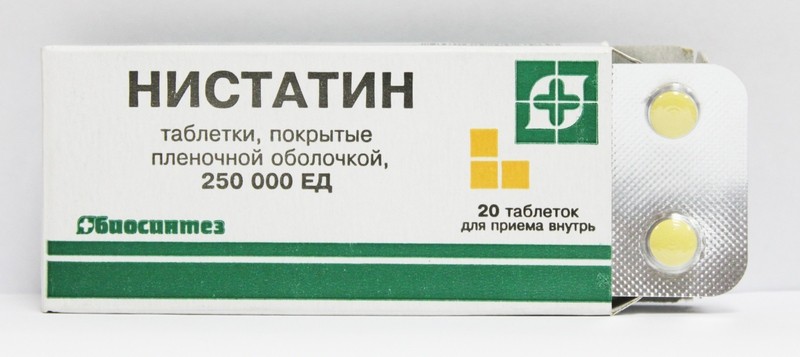 НИСТАТИН
таблетки, покрытые
пленочной оболочкой,
250 000 ЕД
20 таблеток
для приема внутрь
биосинтез